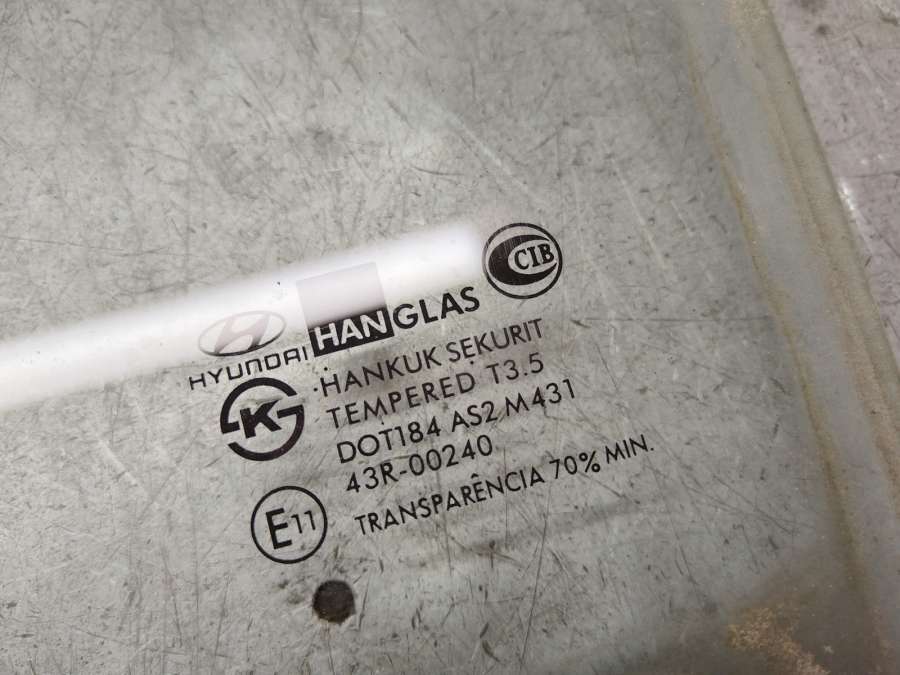 CIB
HYUNDAI HANGLAS
HANKUK SEKURIT
TEMPERED T3.5
DOT184 AS2 M431
43R-00240
E11
TRANSPARÊNCIA 70% MIN.